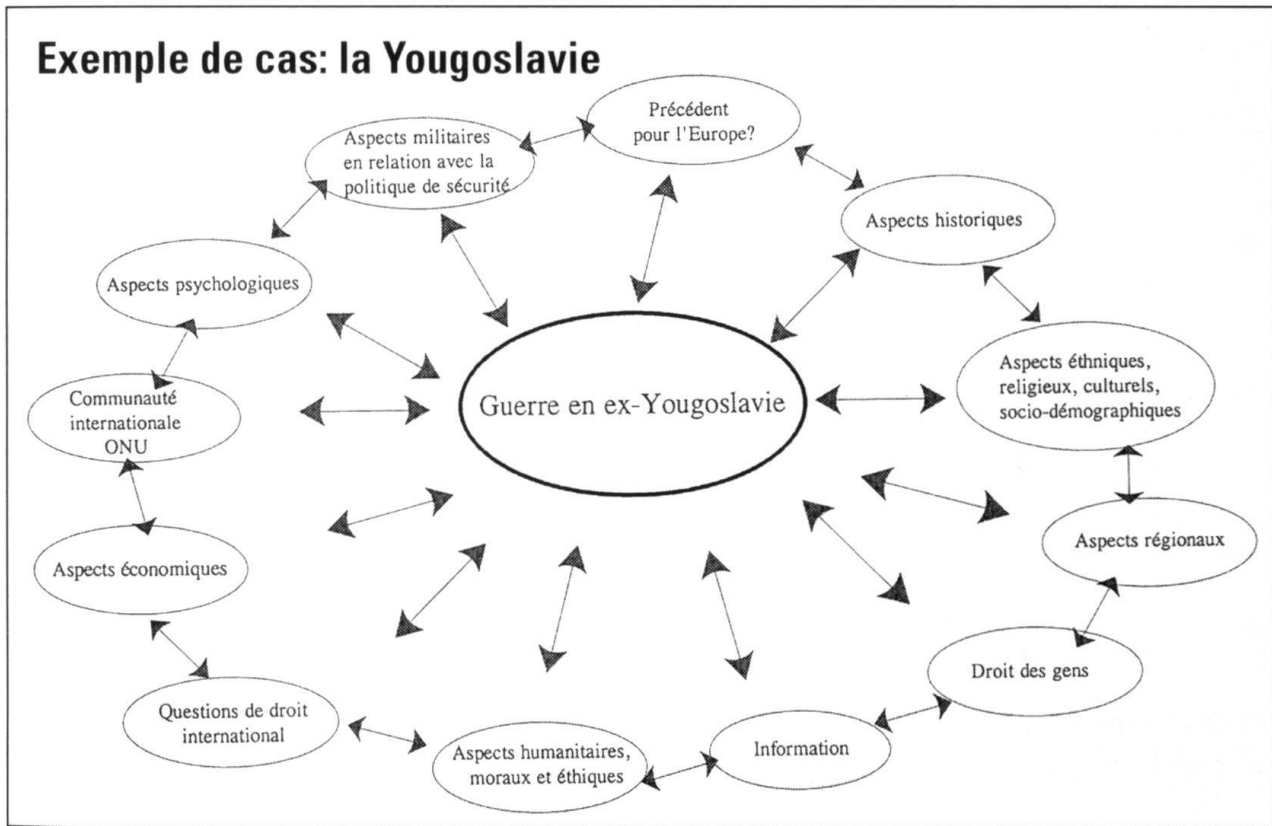 Exemple de cas: la Yougoslavie
Précédent
pour l'Europe?
Aspects militaires
en relation avec la
politique de sécurité
Aspects historiques
Aspects psychologiques
Guerre en ex-Yougoslavie
Aspects éthniques,
religieux, culturels,
socio-démographiques
Communauté
internationale
ONU
Aspects régionaux
Aspects économiques
Droit des gens
Questions de droit
international
Aspects humanitaires,
moraux et éthiques
Information